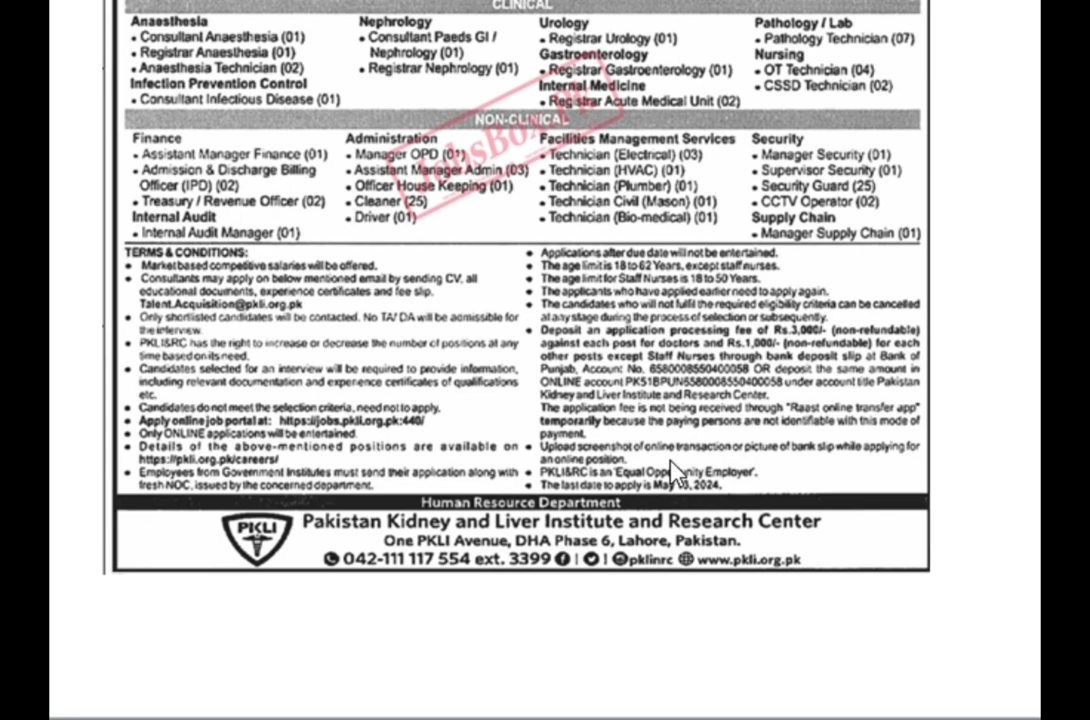 CLINICAL
Anaesthesia
• Consultant Anaesthesia (01)
• Registrar Anaesthesia (01)
• Anaesthesia Technician (02)
Infection Prevention Control
• Consultant Infectious Disease (01)
Nephrology
• Consultant Paeds GI /
Nephrology (01)
• Registrar Nephrology (01)
Urology
• Registrar Urology (01)
Gastroenterology
• Registrar Gastroenterology (01)
Internal Medicine
• Registrar Acute Medical Unit (02)
Pathology / Lab
• Pathology Technician (07)
Nursing
• OT Technician (04)
• CSSD Technician (02)
NON-CLINICAL
Finance
• Assistant Manager Finance (01)
• Admission & Discharge Billing
Officer (IPD) (02)
• Treasury / Revenue Officer (02)
Internal Audit
• Internal Audit Manager (01)
Administration
• Manager OPD (01)
• Assistant Manager Admin (03)
• Officer House Keeping (01)
• Cleaner (25)
• Driver (01)
Facilities Management Services
• Technician (Electrical) (03)
• Technician (HVAC) (01)
• Technician (Plumber) (01)
• Technician Civil (Mason) (01)
• Technician (Bio-medical) (01)
Security
• Manager Security (01)
• Supervisor Security (01)
• Security Guard (25)
• CCTV Operator (02)
Supply Chain
• Manager Supply Chain (01)
JobsBox.Pk
TERMS & CONDITIONS:
• Market based competitive salaries will be offered.
• Consultants may apply on below mentioned email by sending CV, all
educational documents, experience certificates and fee slip.
Talent.Acquisition@pkli.org.pk
• Only shortlisted candidates will be contacted. No TA/ DA will be admissible for
the interview.
• PKLI&RC has the right to increase or decrease the number of positions at any
time based on its need.
• Candidates selected for an interview will be required to provide information,
including relevant documentation and experience certificates of qualifications
etc.
• Candidates do not meet the selection criteria, need not to apply.
• Apply online job portal at: https://jobs.pkli.org.pk:440/
• Only ONLINE applications will be entertained.
• Details of the above-mentioned positions are available on
https://pkli.org.pk/careers/
• Employees from Government Institutes must send their application along with
fresh NOC, issued by the concerned department.
• Applications after due date will not be entertained.
• The age limit is 18 to 62 Years, except staff nurses.
• The age limit for Staff Nurses is 18 to 50 Years.
• The applicants who have applied earlier need to apply again.
• The candidates who will not fulfil the required eligibility criteria can be cancelled
at any stage during the process of selection or subsequently.
• Deposit an application processing fee of Rs.3,000/- (non-refundable)
against each post for doctors and Rs.1,000/- (non-refundable) for each
other posts except Staff Nurses through bank deposit slip at Bank of
Punjab, Account No. 6580008550400058 OR deposit the same amount in
ONLINE account PK51BPUN6580008550400058 under account title Pakistan
Kidney and Liver Institute and Research Center.
The application fee is not being received through "Raast online transfer app"
temporarily because the paying persons are not identifiable with this mode of
payment.
• Upload screenshot of online transaction or picture of bank slip while applying for
an online position.
• PKLI&RC is an 'Equal Opportunity Employer'.
• The last date to apply is May 2024.
Human Resource Department
PKLI
Pakistan Kidney and Liver Institute and Research Center
One PKLI Avenue, DHA Phase 6, Lahore, Pakistan.
042-111 117 554 ext. 3399 | | @pklinrc www.pkli.org.pk